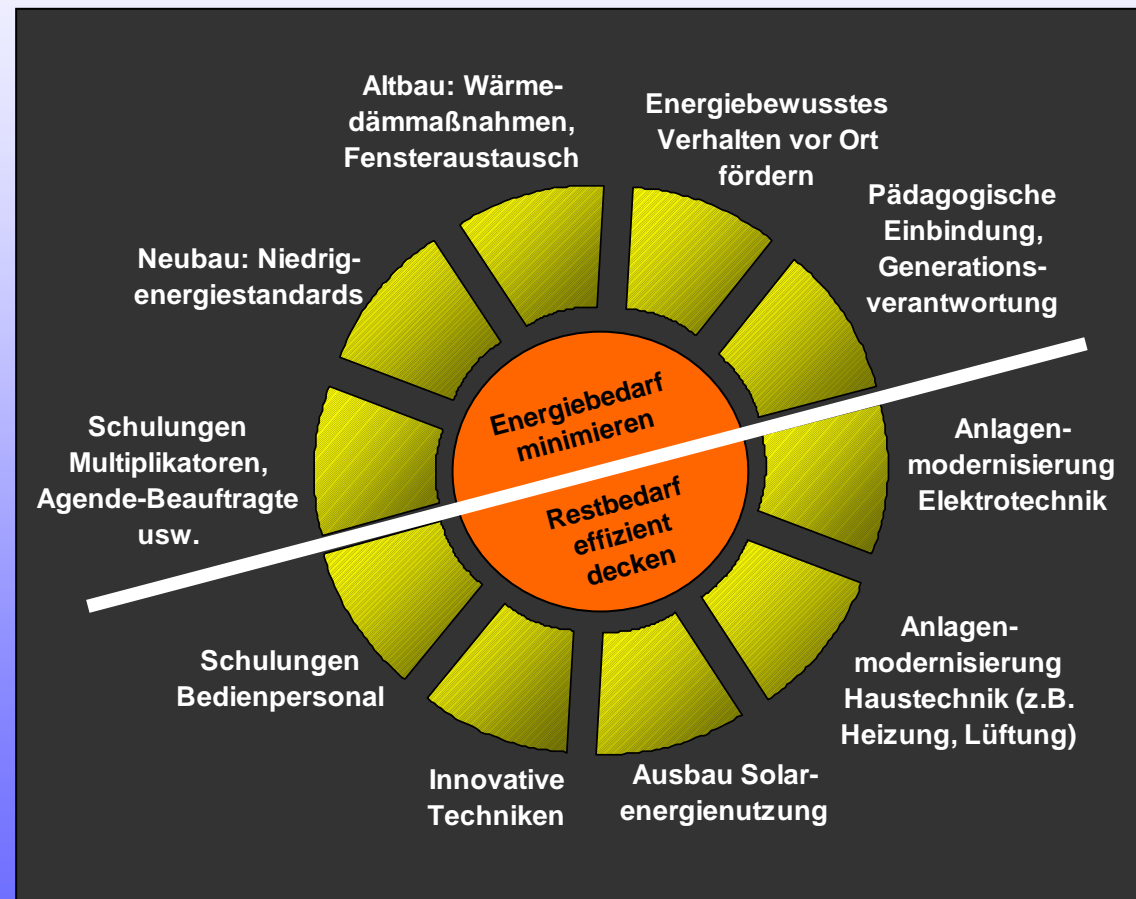 Altbau: Wärme-
dämmaßnahmen,
Fensteraustausch
Energiebewusstes
Verhalten vor Ort
fördern
Pädagogische
Einbindung,
Generations-
verantwortung
Neubau: Niedrig-
energiestandards
Energiebedarf
minimieren
Schulungen
Multiplikatoren,
Agende-Beauftragte
usw.
Anlagen-
modernisierung
Elektrotechnik
Restbedarf
effizient
decken
Schulungen
Bedienpersonal
Anlagen-
modernisierung
Haustechnik (z.B.
Heizung, Lüftung)
Innovative
Techniken
Ausbau Solar-
energienutzung